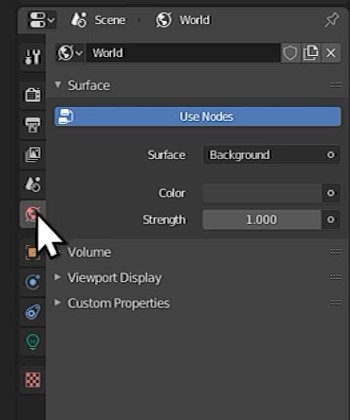 Scene World
World
Surface
Use Nodes
Surface Background
Color
Strength 1.000
Volume
Viewport Display
Custom Properties